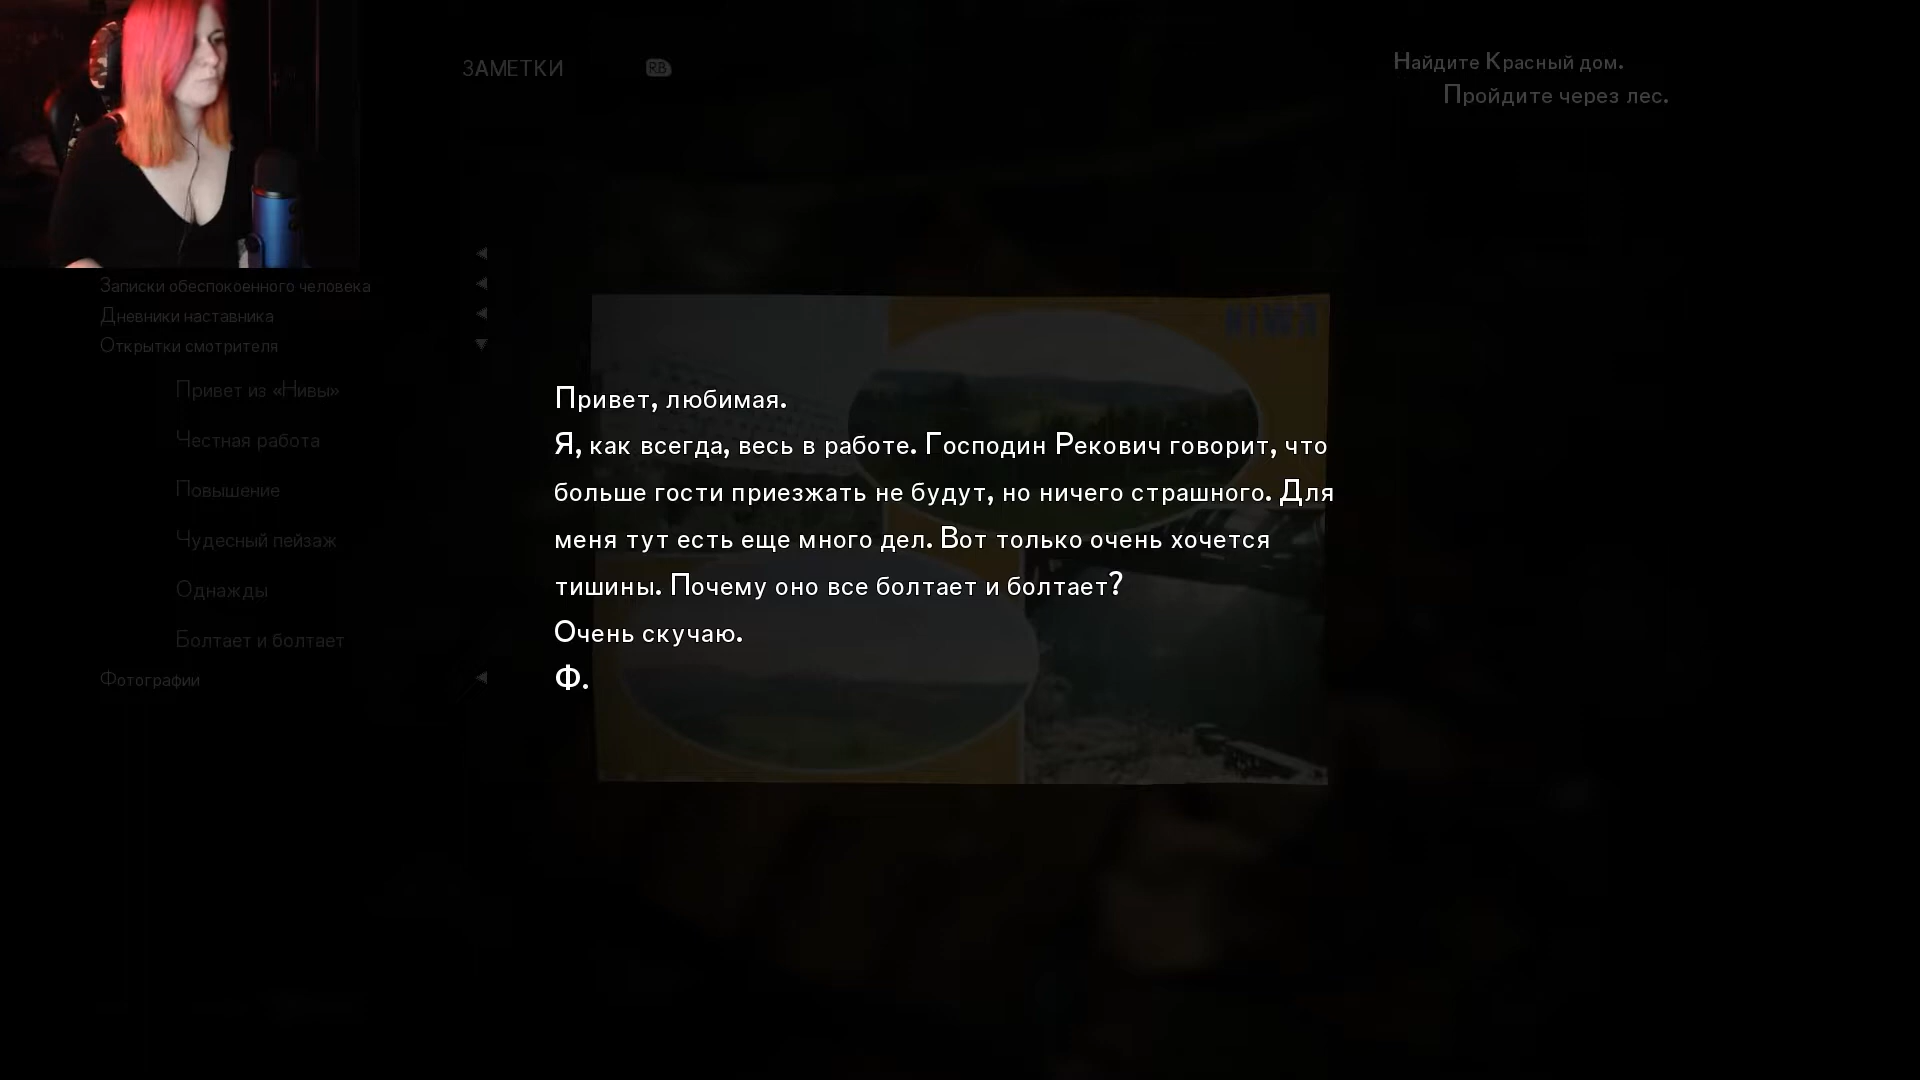 ЗАМЕТКИ
RB
Найдите Красный дом.
Пройдите через лес.
Записки обеспокоенного человека
Дневники наставника
Открытки смотрителя
Привет из «Нивы»
Честная работа
Повышение
Чудесный пейзаж
Однажды
Болтает и болтает
Фотографии
NIWA
Привет, любимая.
Я, как всегда, весь в работе. Господин Рекович говорит, что
больше гости приезжать не будут, но ничего страшного. Для
меня тут есть еще много дел. Вот только очень хочется
тишины. Почему оно все болтает и болтает?
Очень скучаю.
Ф.